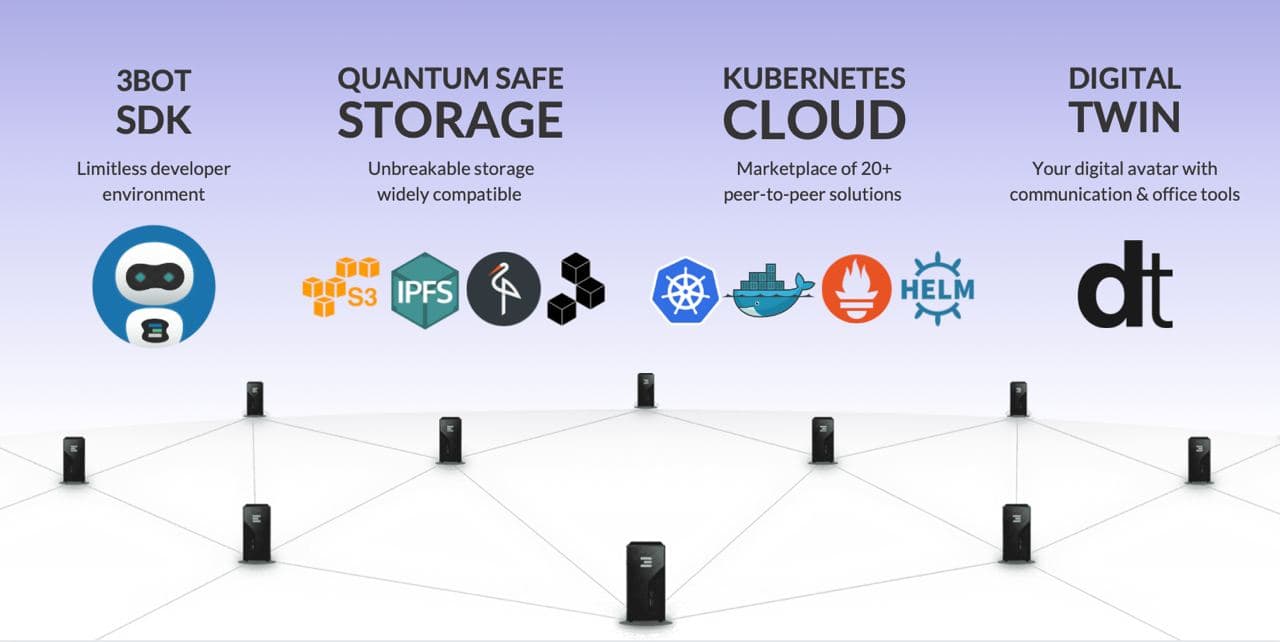 3BOT
SDK
Limitless developer
environment
QUANTUM SAFE
STORAGE
Unbreakable storage
widely compatible
S3
IPFS
KUBERNETES
CLOUD
Marketplace of 20+
peer-to-peer solutions
HELM
DIGITAL
TWIN
Your digital avatar with
communication & office tools
dt